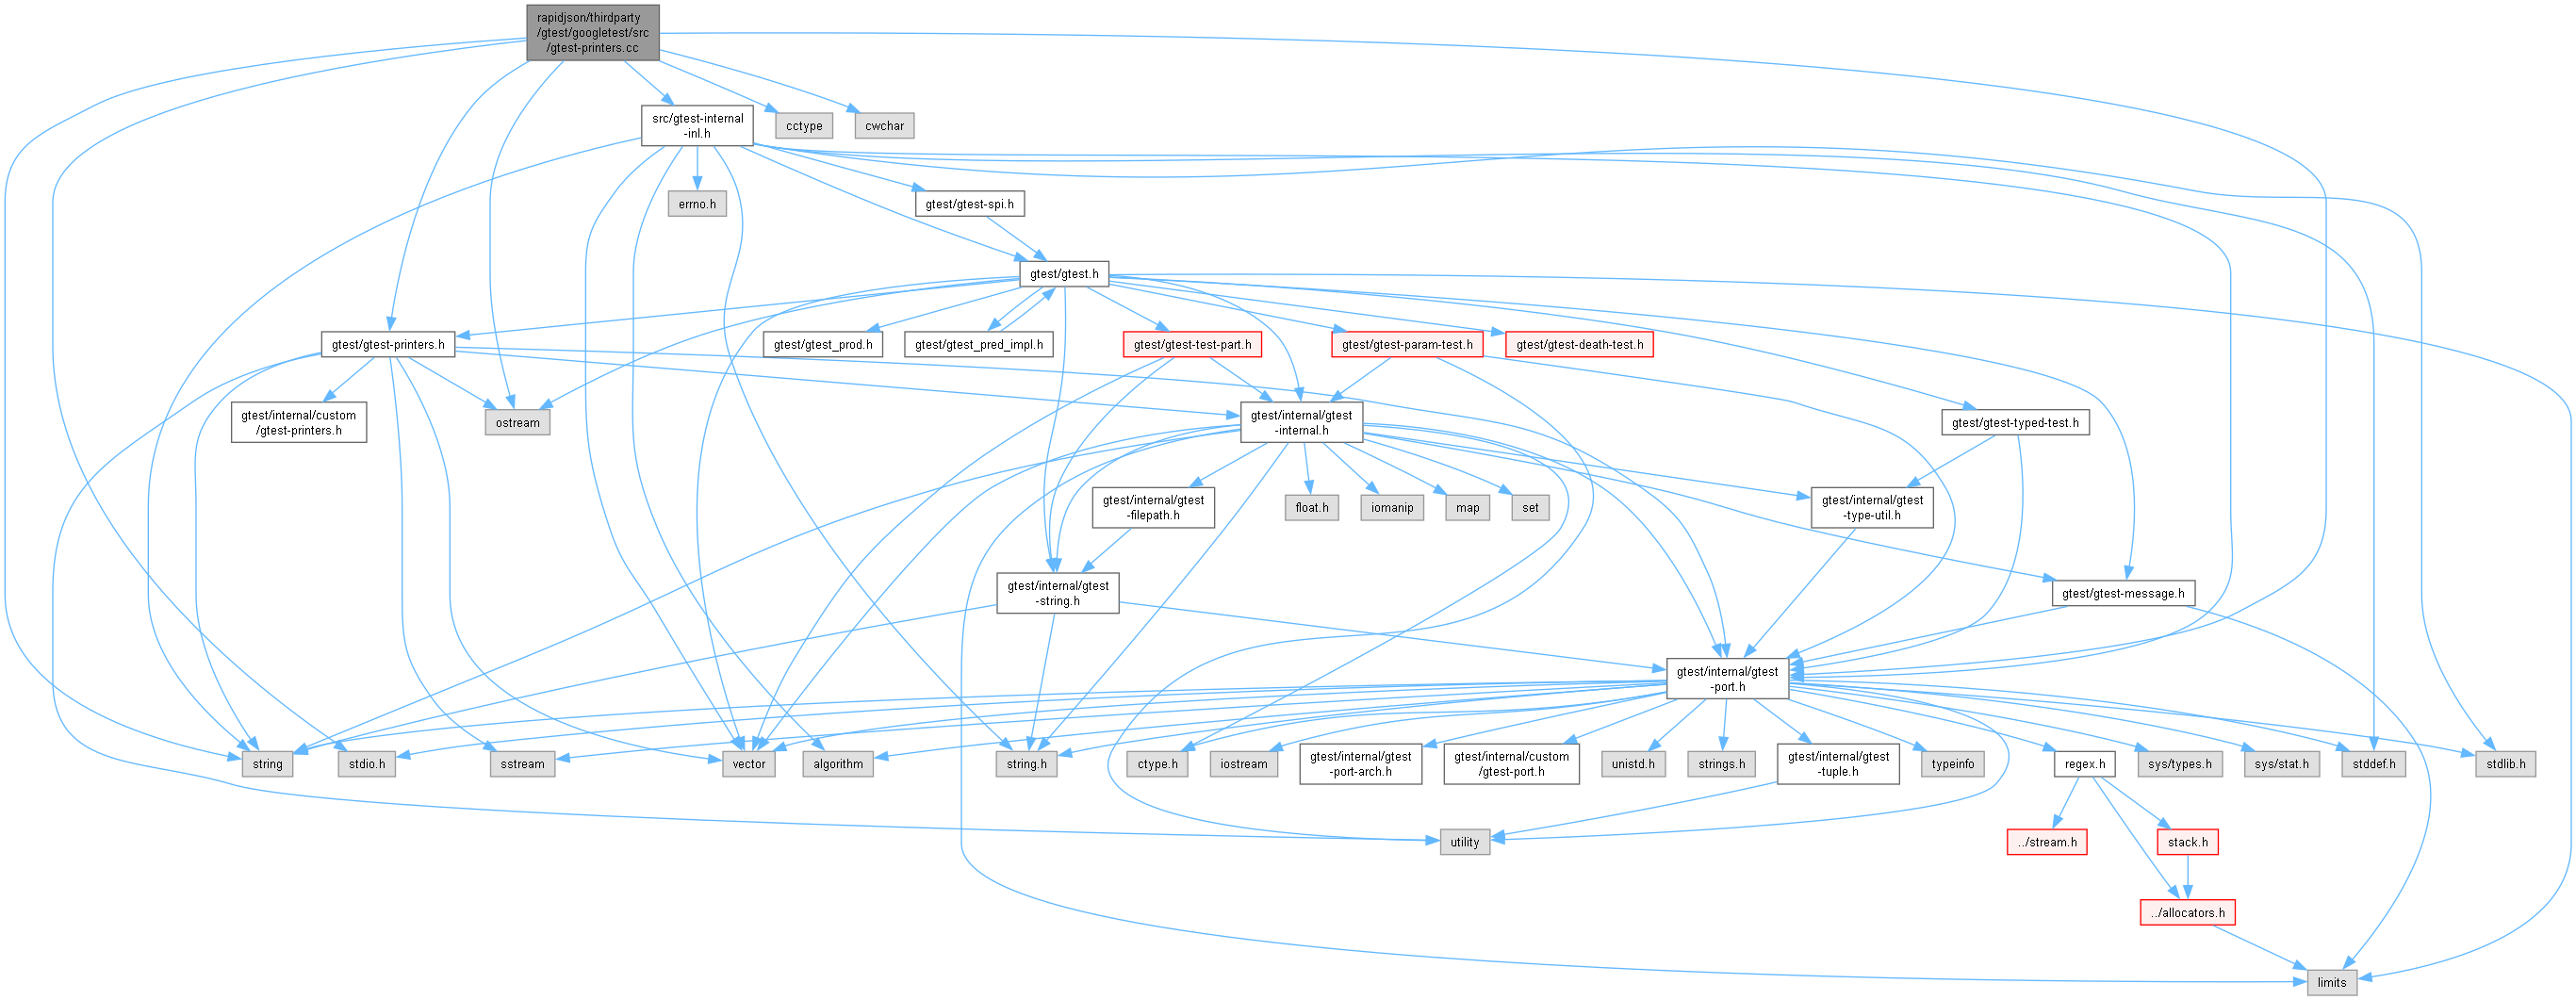 rapidjson/thirdparty
/gtest/googletest/src
/gtest-printers.cc
src/gtest-internal
-inl.h
cctype
cwchar
errno.h
gtest/gtest-spi.h
gtest/gtest.h
gtest/gtest-printers.h
gtest/gtest_prod.h
gtest/gtest_pred_impl.h
gtest/gtest-test-part.h
gtest/gtest-param-test.h
gtest/gtest-death-test.h
gtest/internal/custom
/gtest-printers.h
ostream
gtest/internal/gtest
-internal.h
gtest/gtest-typed-test.h
gtest/internal/gtest
-filepath.h
float.h
iomanip
map
set
gtest/internal/gtest
-type-util.h
gtest/internal/gtest
-string.h
gtest/gtest-message.h
gtest/internal/gtest
-port.h
string
stdio.h
sstream
vector
algorithm
string.h
ctype.h
iostream
gtest/internal/gtest
-port-arch.h
gtest/internal/custom
/gtest-port.h
unistd.h
strings.h
gtest/internal/gtest
-tuple.h
typeinfo
regex.h
sys/types.h
sys/stat.h
stddef.h
stdlib.h
utility
../stream.h
stack.h
../allocators.h
limits